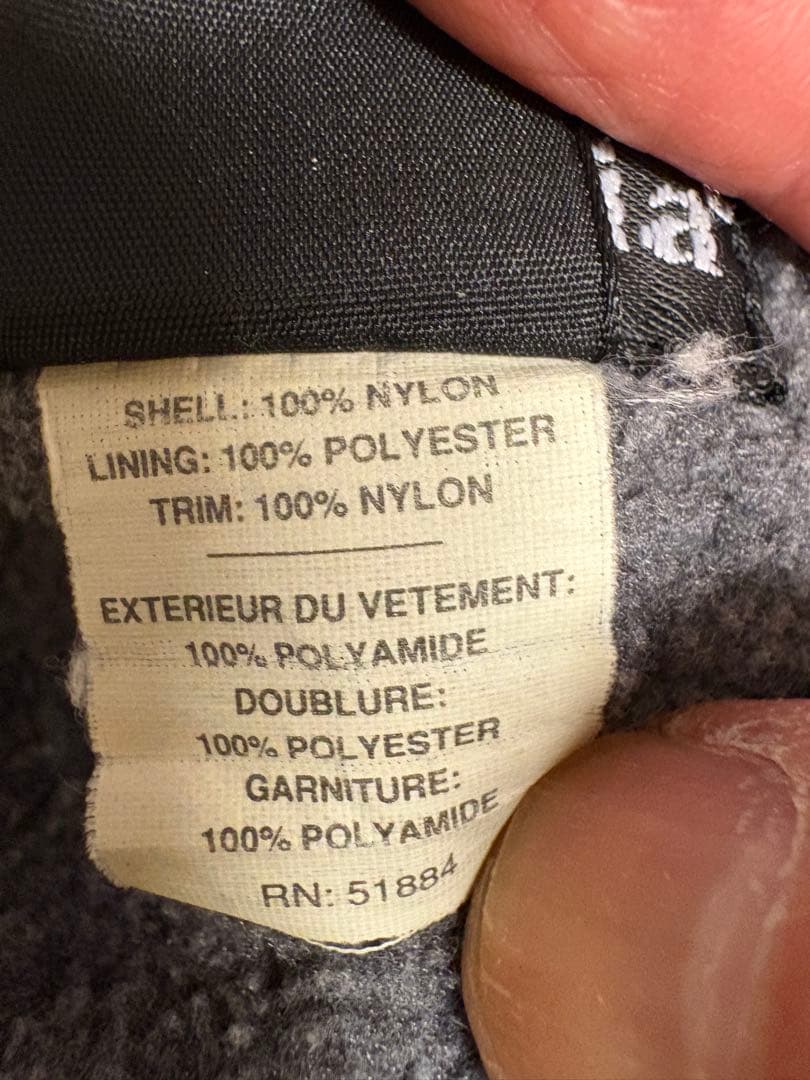 ia
SHELL: 100% NYLON
LINING: 100% POLYESTER
TRIM: 100% NYLON
EXTERIEUR DU VETEMENT:
100% POLYAMIDE
DOUBLURE:
100% POLYESTER
GARNITURE:
100% POLYAMIDE
RN: 51884